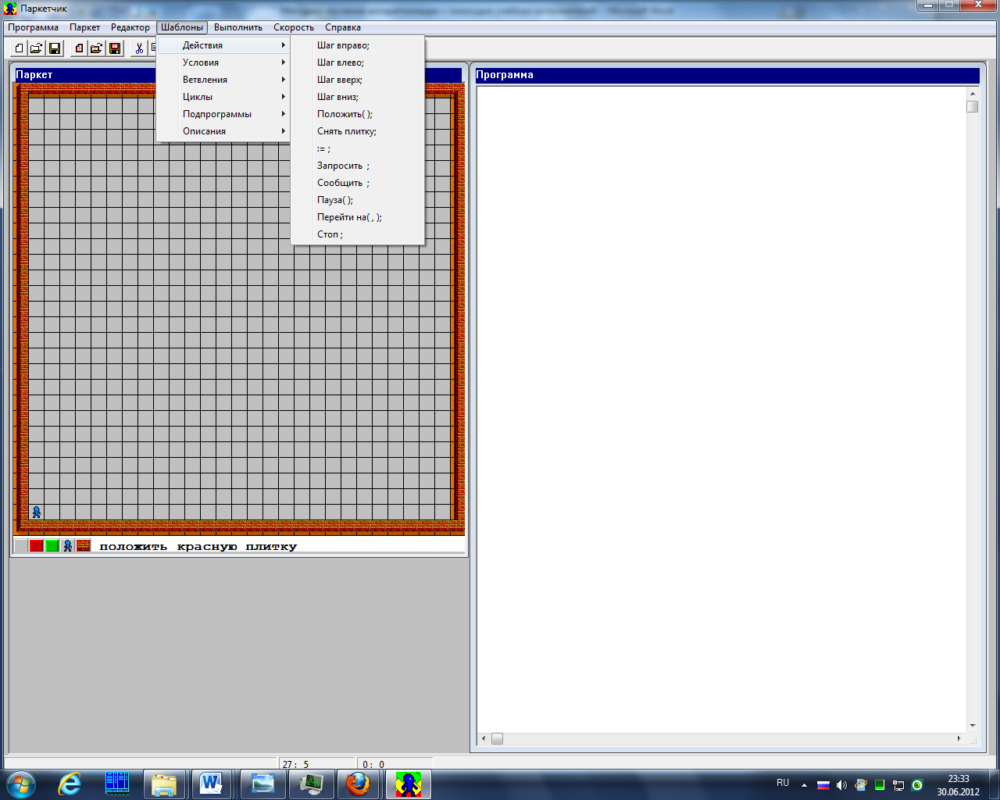 Паркетчик
Программа Паркет Редактор Шаблоны Выполнить Скорость Справка
Действия
Условия
Ветвления
Циклы
Подпрограммы
Описания
Шаг вправо;
Шаг влево;
Шаг вверх;
Шаг вниз;
Положить( );
Снять плитку;
:= ;
Запросить ;
Сообщить ;
Пауза( );
Перейти на( , );
Стоп ;
Паркет
положить красную плитку
Программа
27: 5 0: 0
RU
23:33
30.06.2012